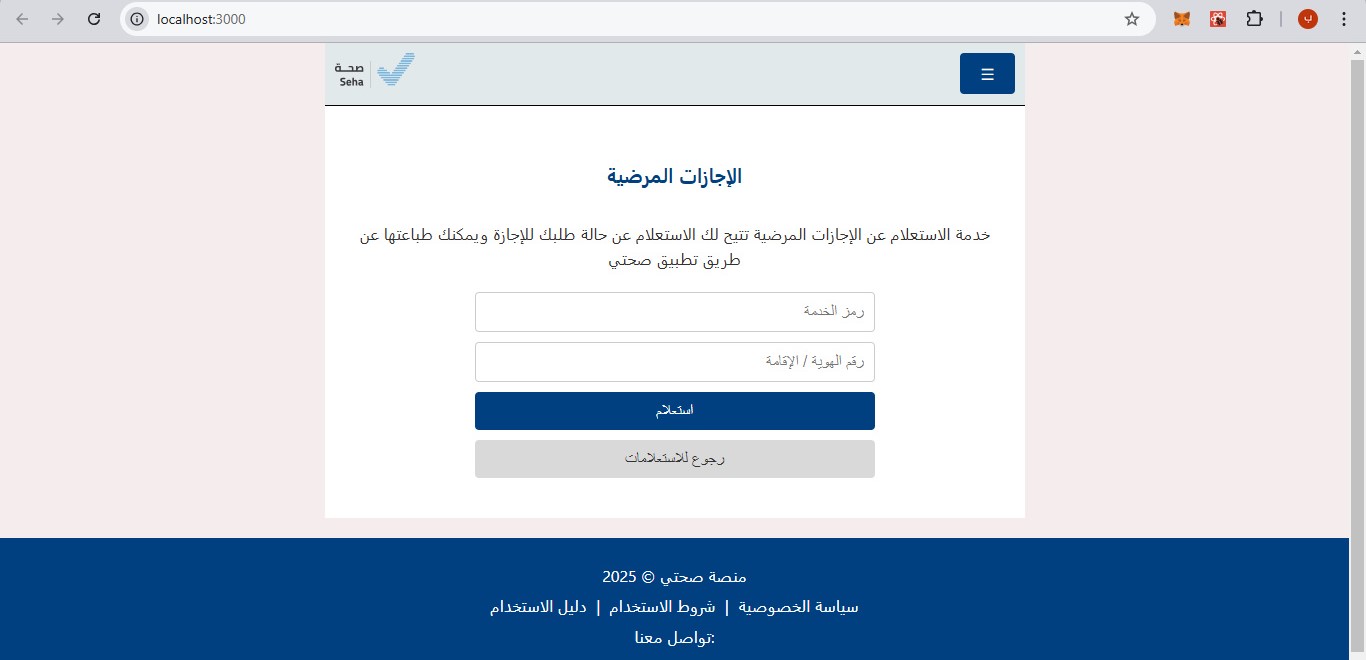 localhost:3000
صحــة
Seha
☰
الإجازات المرضية
خدمة الاستعلام عن الإجازات المرضية تتيح لك الاستعلام عن حالة طلبك للإجازة ويمكنك طباعتها عن
طريق تطبيق صحتي
رمز الخدمة
رقم الهوية / الإقامة
استعلام
رجوع للاستعلامات
منصة صحتي © 2025
سياسة الخصوصية | شروط الاستخدام | دليل الاستخدام
:تواصل معنا